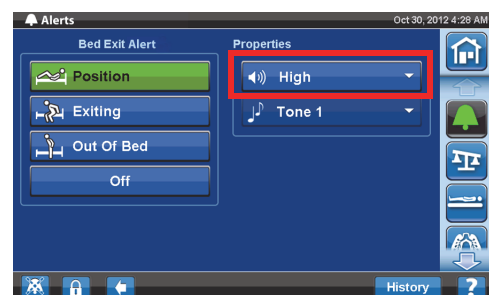 Alerts
Oct 30, 2012 4:28 AM
Bed Exit Alert
Position
Exiting
Out Of Bed
Off
Properties
High
Tone 1
History
?